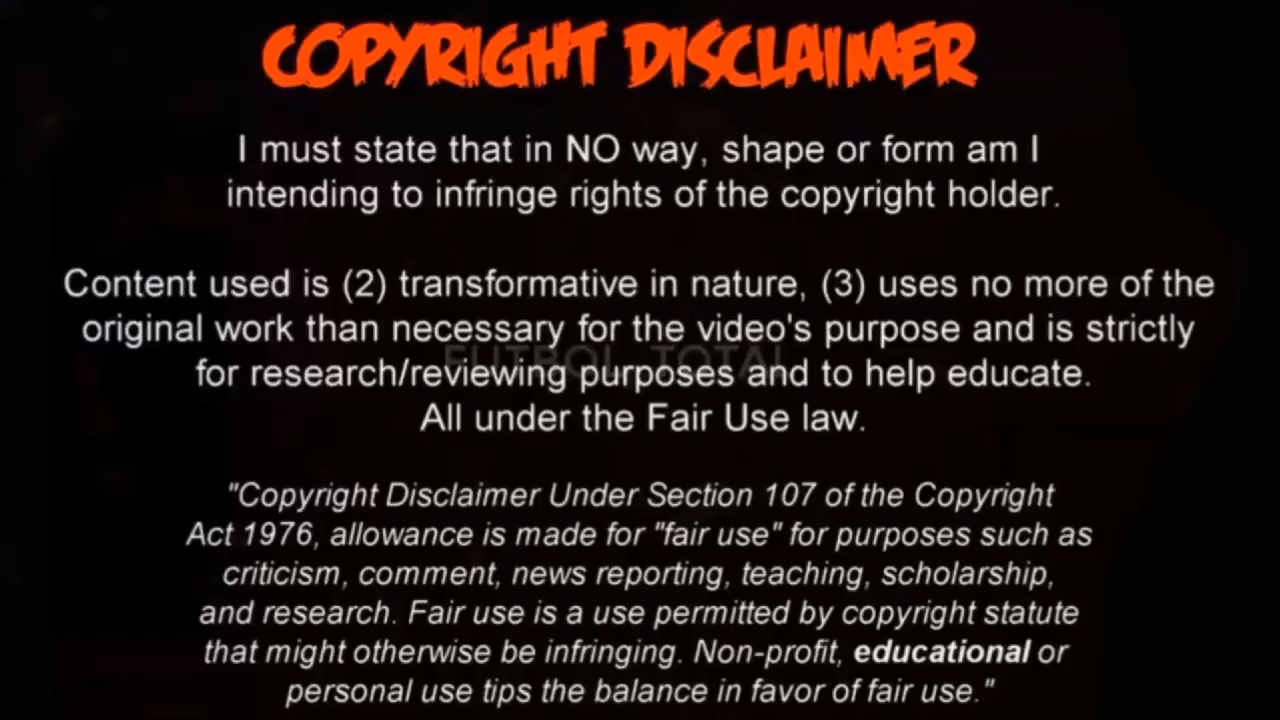 COPYRIGHT DISCLAIMER
I must state that in NO way, shape or form am I
intending to infringe rights of the copyright holder.
Content used is (2) transformative in nature, (3) uses no more of the
original work than necessary for the video's purpose and is strictly
FUTBOL TOTAL
for research/reviewing purposes and to help educate.
All under the Fair Use law.
"Copyright Disclaimer Under Section 107 of the Copyright
Act 1976, allowance is made for "fair use" for purposes such as
criticism, comment, news reporting, teaching, scholarship,
and research. Fair use is a use permitted by copyright statute
that might otherwise be infringing. Non-profit, educational or
personal use tips the balance in favor of fair use."